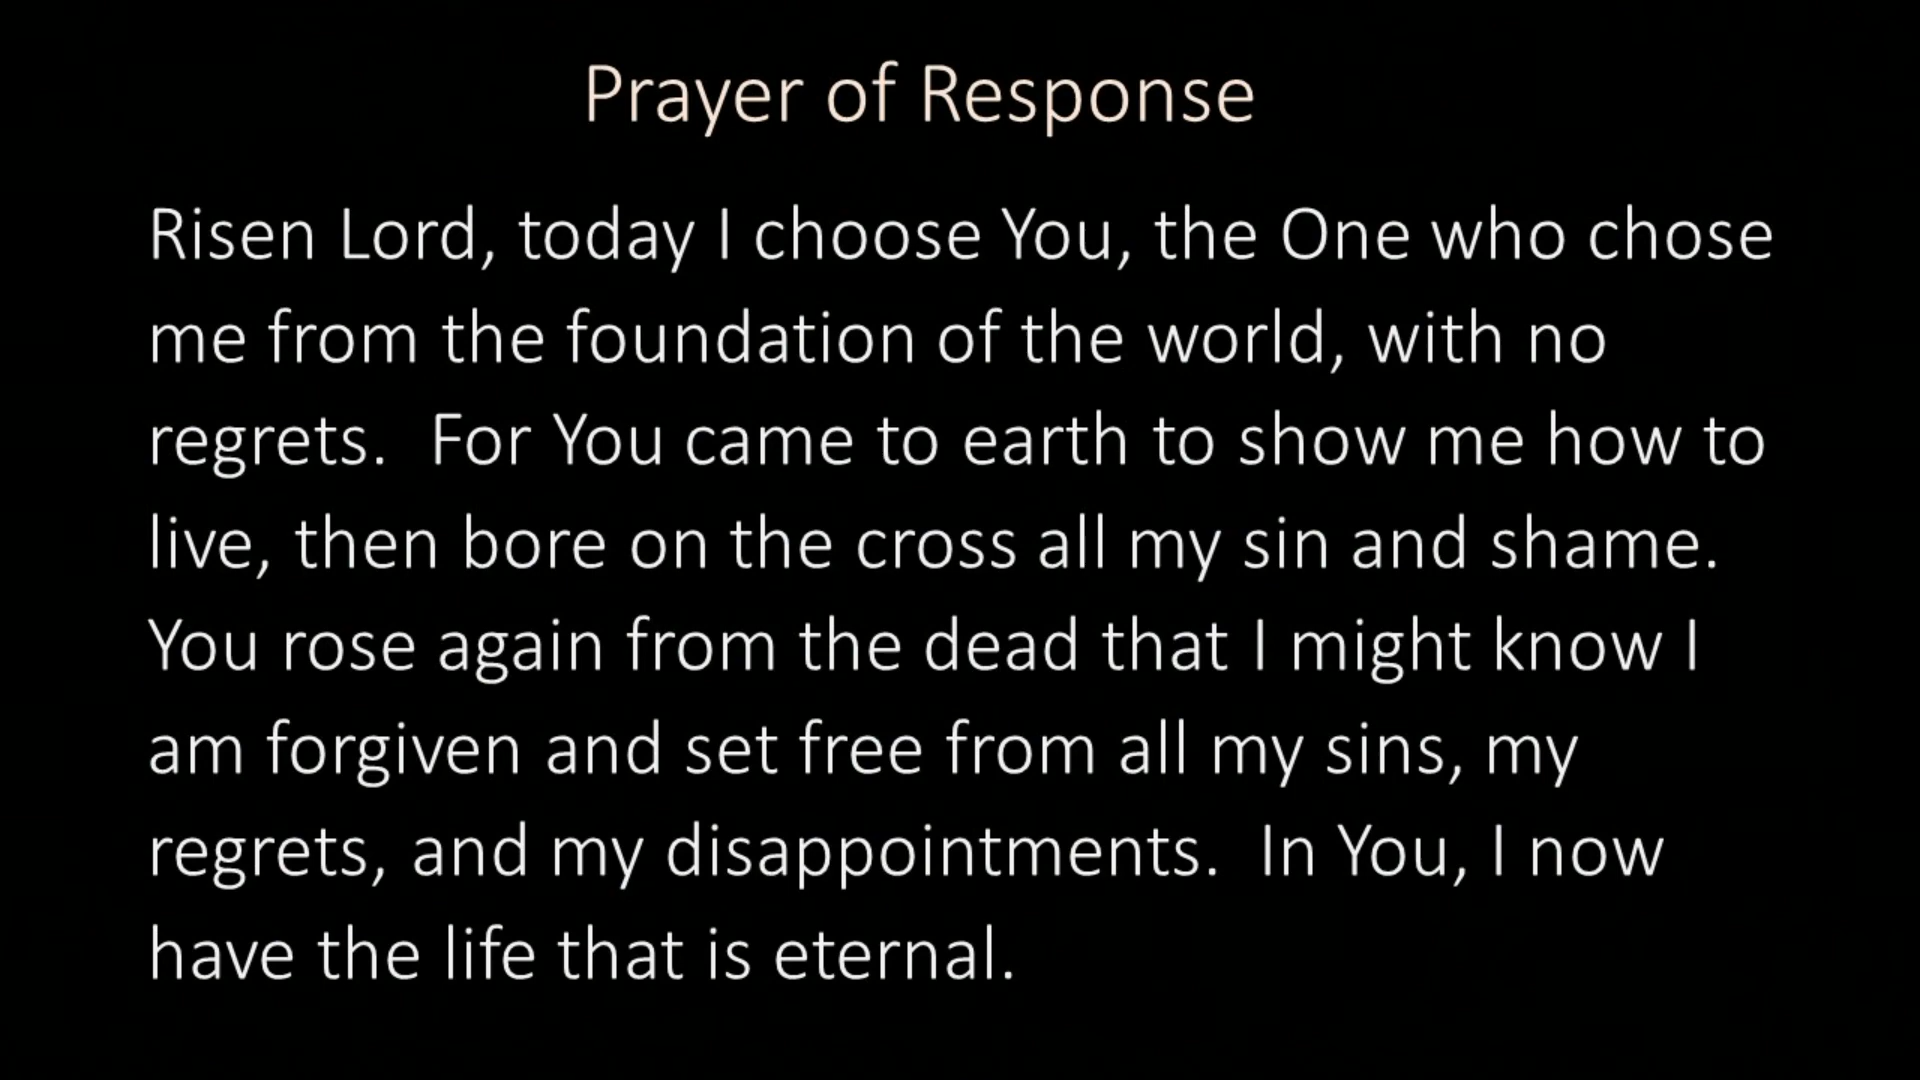 Prayer of Response
Risen Lord, today I choose You, the One who chose
me from the foundation of the world, with no
regrets.  For You came to earth to show me how to
live, then bore on the cross all my sin and shame.
You rose again from the dead that I might know I
am forgiven and set free from all my sins, my
regrets, and my disappointments.  In You, I now
have the life that is eternal.